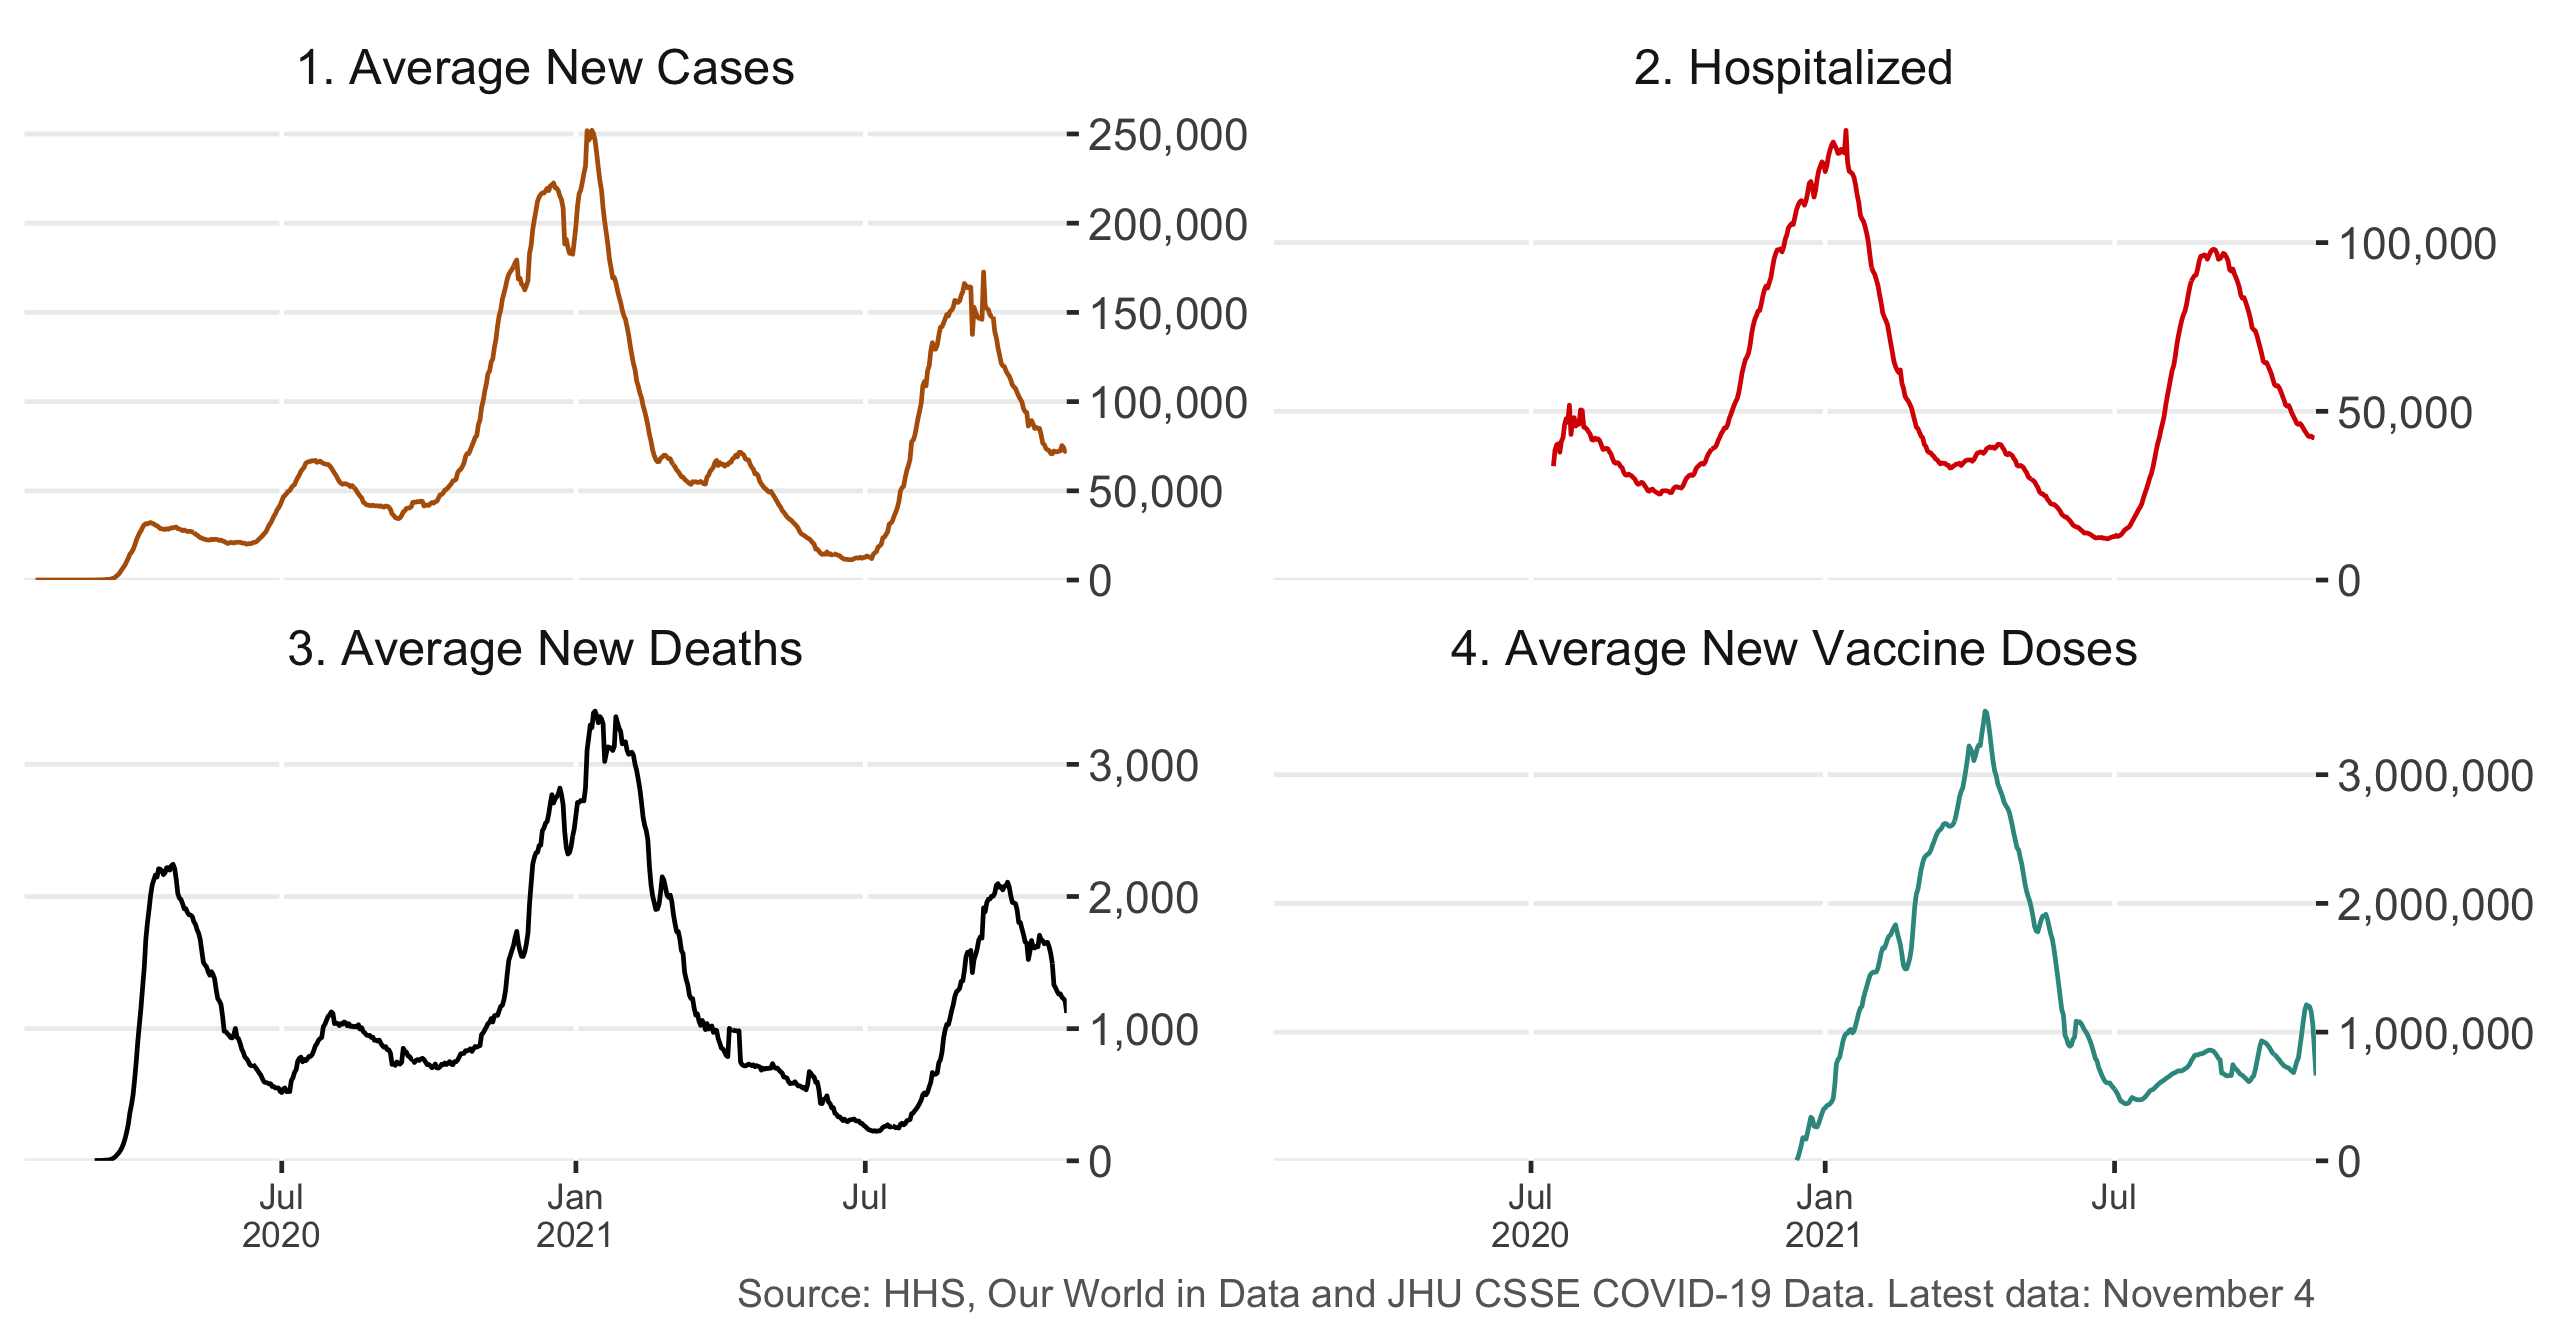 1. Average New Cases
250,000
200,000
150,000
100,000
50,000
0
2. Hospitalized
100,000
50,000
0
3. Average New Deaths
3,000
2,000
1,000
0
Jul
2020
Jan
2021
Jul
4. Average New Vaccine Doses
3,000,000
2,000,000
1,000,000
0
Jul
2020
Jan
2021
Jul
Source: HHS, Our World in Data and JHU CSSE COVID-19 Data. Latest data: November 4